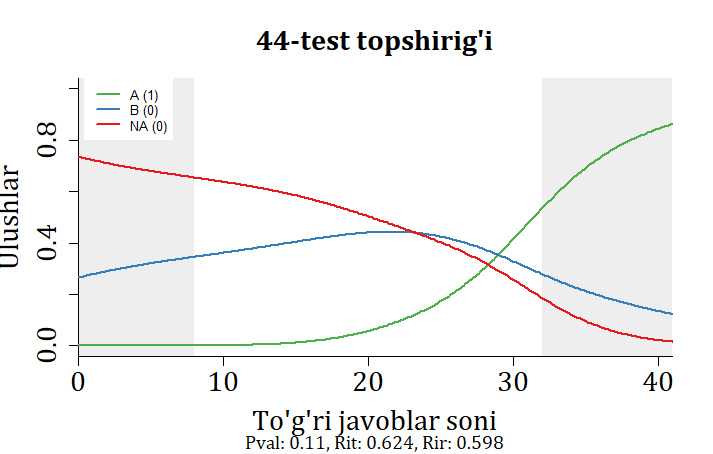 44-test topshirig'i
A (1)
B (0)
NA (0)
Ulushlar
0.0
0.4
0.8
0 10 20 30 40
To'g'ri javoblar soni
Pval: 0.11, Rit: 0.624, Rir: 0.598